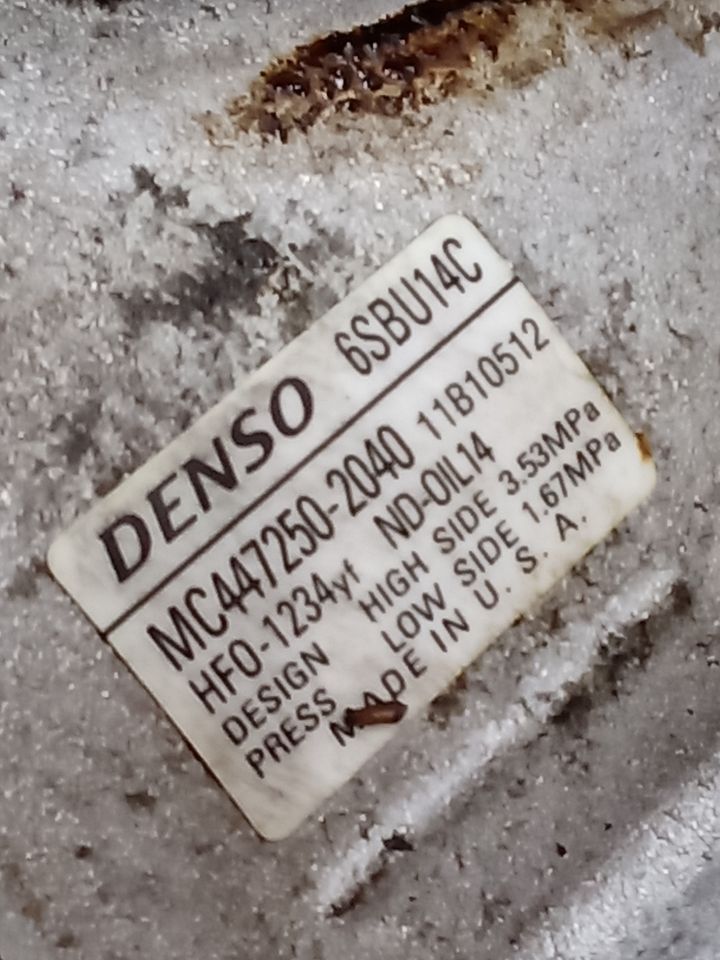 DENSO 6SBU14C
MC447250-2040 11B10512
HFO-1234yf ND-OIL14
DESIGN HIGH SIDE 3.53MPa
PRESS LOW SIDE 1.67MPa
MADE IN U. S. A.